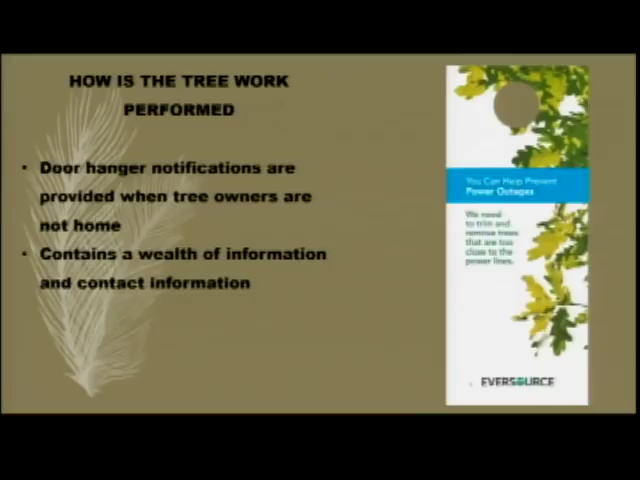 HOW IS THE TREE WORK
PERFORMED
• Door hanger notifications are
provided when tree owners are
not home
• Contains a wealth of information
and contact information
You Can Help Prevent
Power Outages
We need
to trim and
remove trees
that are too
close to the
power lines.
EVERSOURCE